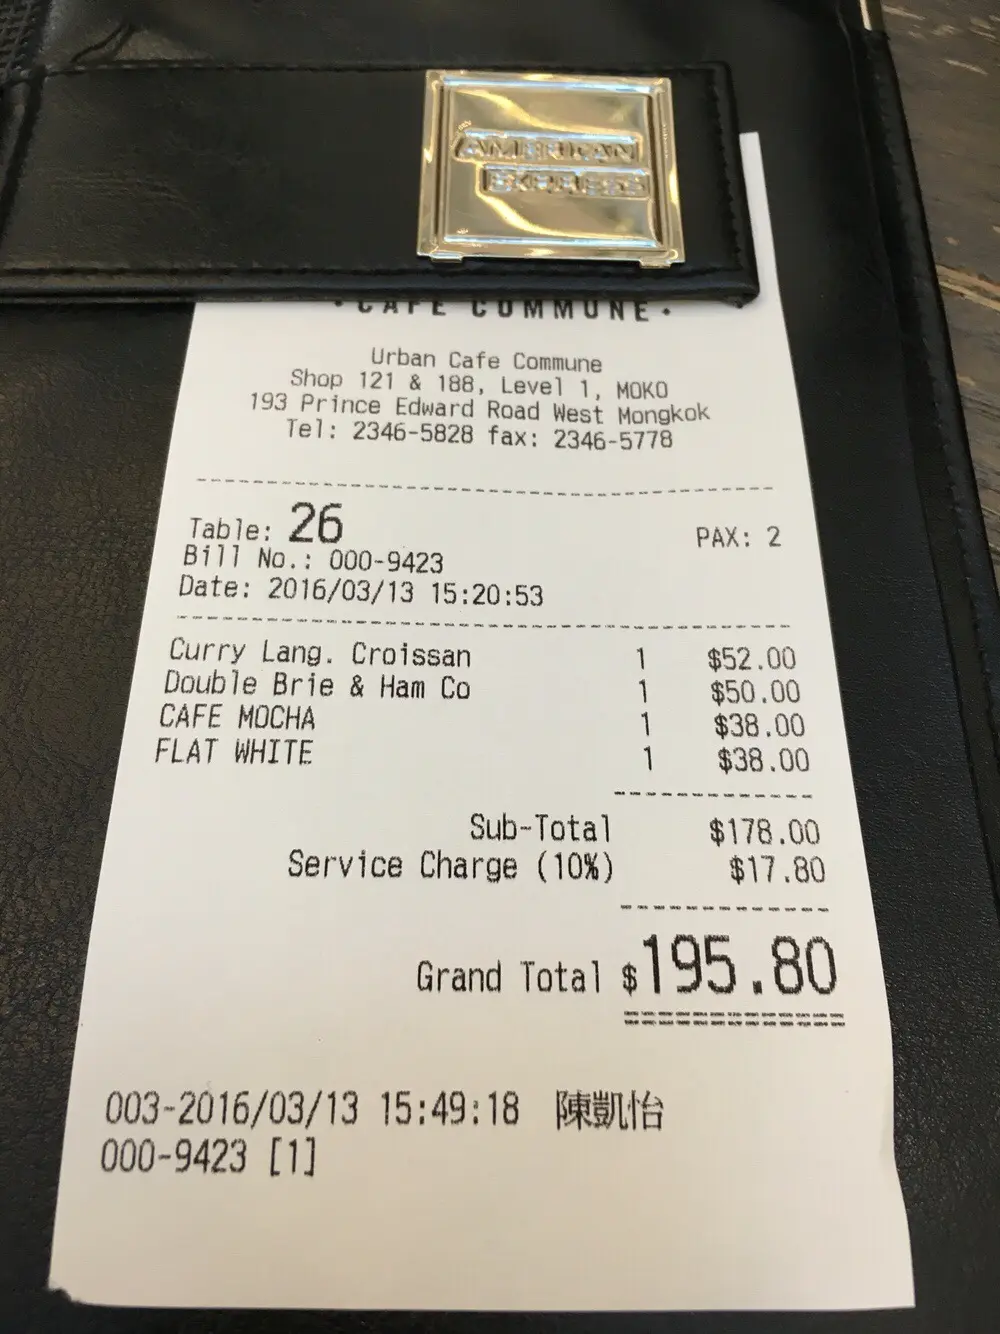 AMERICAN
EXPRESS
· CAFE COMMUNE ·
Urban Cafe Commune
Shop 121 & 188, Level 1, MOKO
193 Prince Edward Road West Mongkok
Tel: 2346-5828 fax: 2346-5778
Table: 26 PAX: 2
Bill No.: 000-9423
Date: 2016/03/13 15:20:53
Curry Lang. Croissan 1 $52.00
Double Brie & Ham Co 1 $50.00
CAFE MOCHA 1 $38.00
FLAT WHITE 1 $38.00
Sub-Total $178.00
Service Charge (10%) $17.80
Grand Total $195.80
003-2016/03/13 15:49:18 陳凱怡
000-9423 [1]